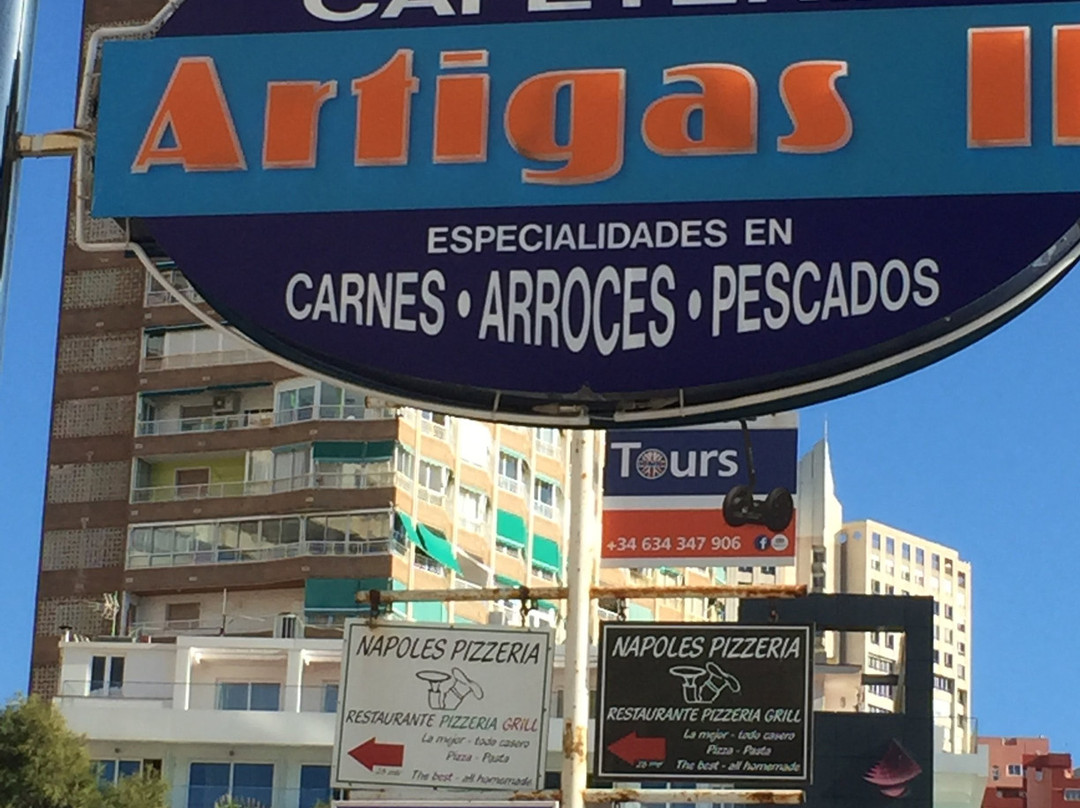 Artigas II
ESPECIALIDADES EN
CARNES • ARROCES • PESCADOS
Tours
+34 634 347 906
f
NAPOLES PIZZERIA
RESTAURANTE PIZZERIA GRILL
La mejor - todo casero
Pizza - Pasta
The best - all homemade
NAPOLES PIZZERIA
RESTAURANTE PIZZERIA GRILL
La mejor - todo casero
Pizza - Pasta
The best - all homemade